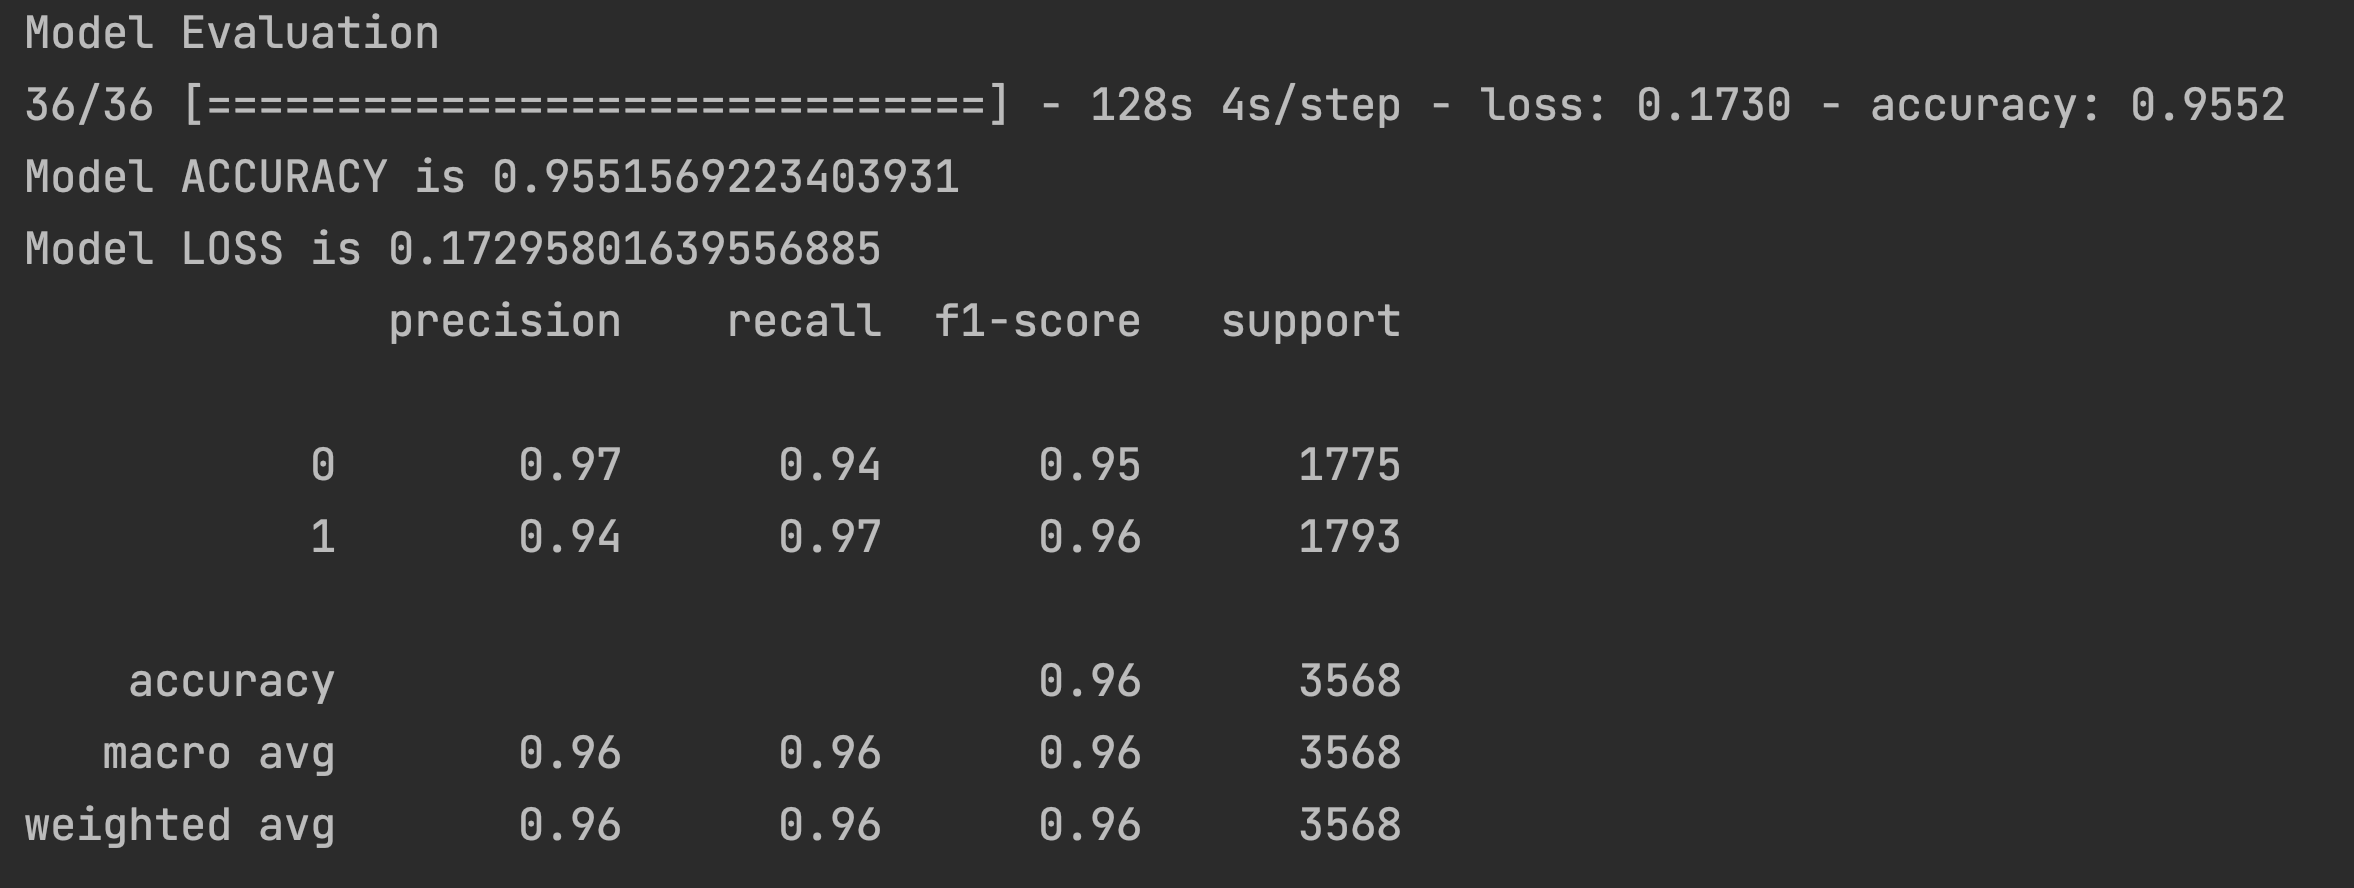 Model Evaluation
36/36 [==============================] - 128s 4s/step - loss: 0.1730 - accuracy: 0.9552
Model ACCURACY is 0.9551569223403931
Model LOSS is 0.17295801639556885
              precision    recall  f1-score   support

           0       0.97      0.94      0.95      1775
           1       0.94      0.97      0.96      1793

    accuracy                           0.96      3568
   macro avg       0.96      0.96      0.96      3568
weighted avg       0.96      0.96      0.96      3568